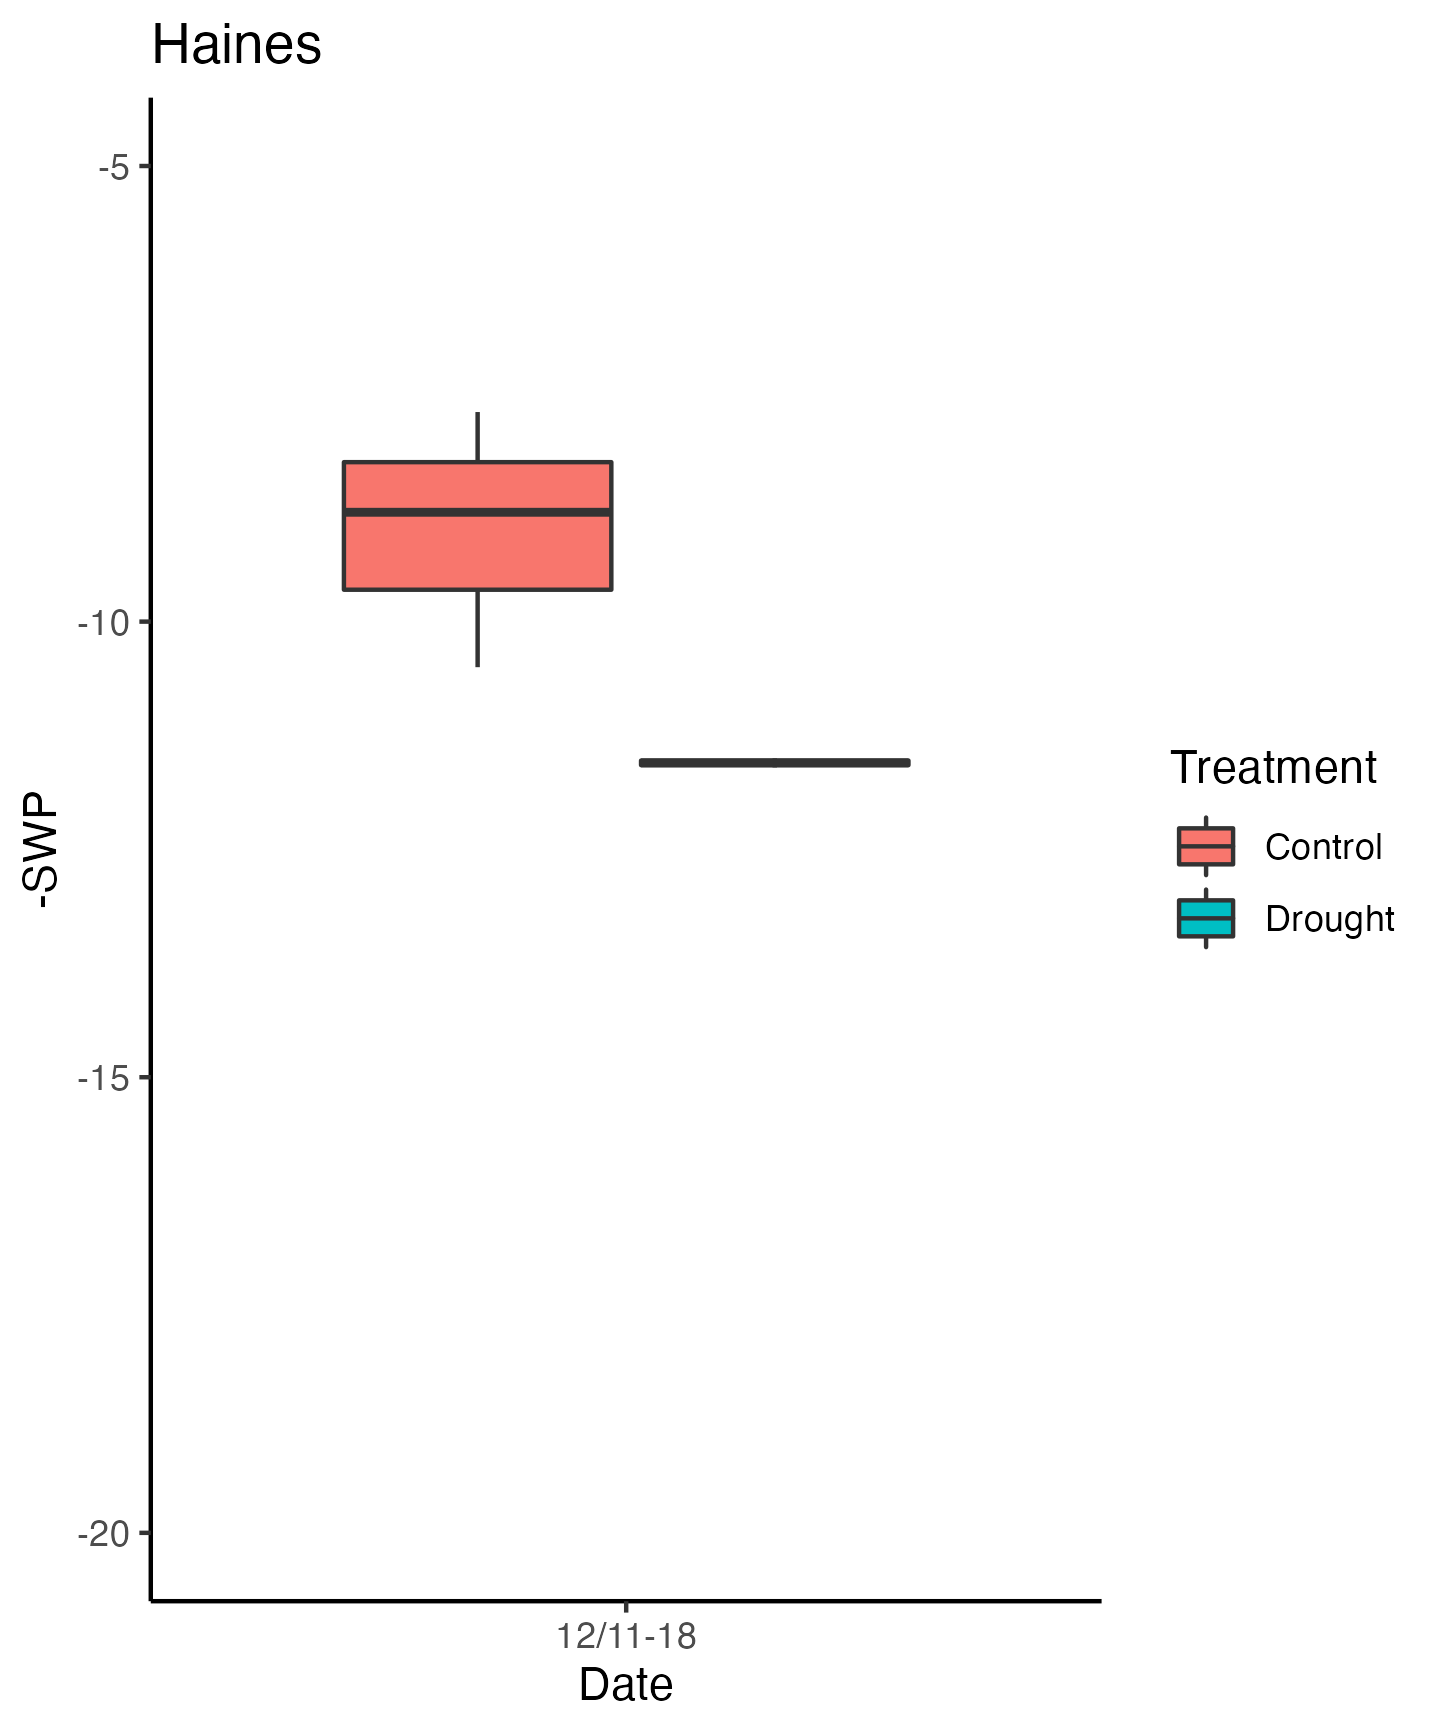 Haines
-5
-10
-15
-20
-SWP
12/11-18
Date
Treatment
Control
Drought